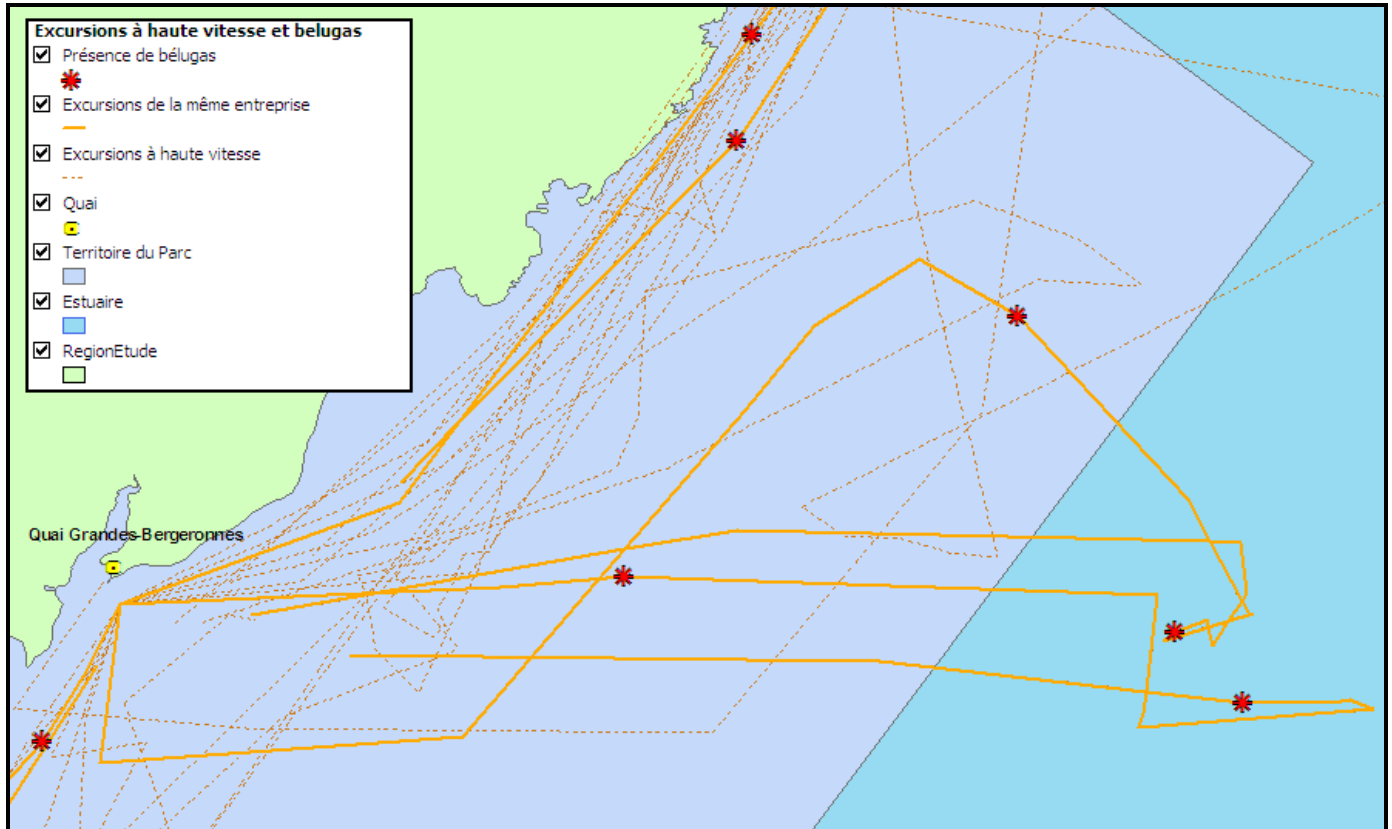 Excursions à haute vitesse et belugas
Présence de bélugas
Excursions de la même entreprise
Excursions à haute vitesse
Quai
Territoire du Parc
Estuaire
RegionEtude
Quai Grandes-Bergeronnes